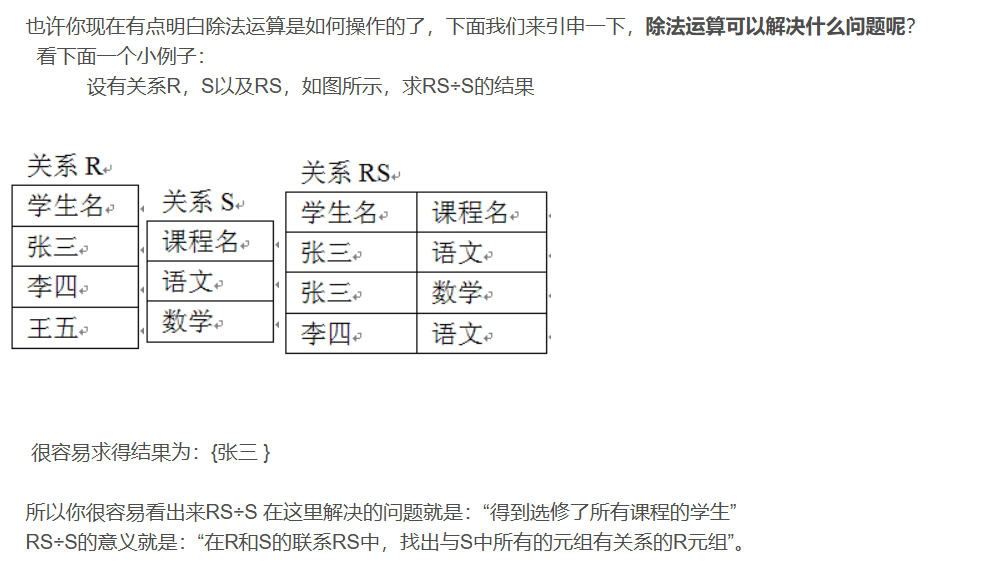 也许你现在有点明白除法运算是如何操作的了，下面我们来引申一下，除法运算可以解决什么问题呢？
看下面一个小例子：
设有关系R，S以及RS，如图所示，求RS÷S的结果
关系 R
学生名
张三
李四
王五
关系 S
课程名
语文
数学
关系 RS
学生名 课程名
张三 语文
张三 数学
李四 语文
很容易求得结果为：{张三 }
所以你很容易看出来RS÷S 在这里解决的问题就是：“得到选修了所有课程的学生”
RS÷S的意义就是：“在R和S的联系RS中，找出与S中所有的元组有关系的R元组”。